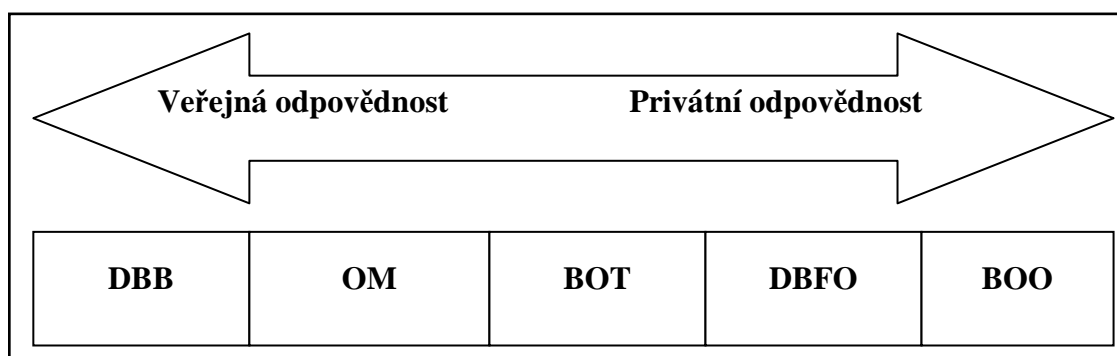 Veřejná odpovědnost Privátní odpovědnost
DBB OM BOT DBFO BOO